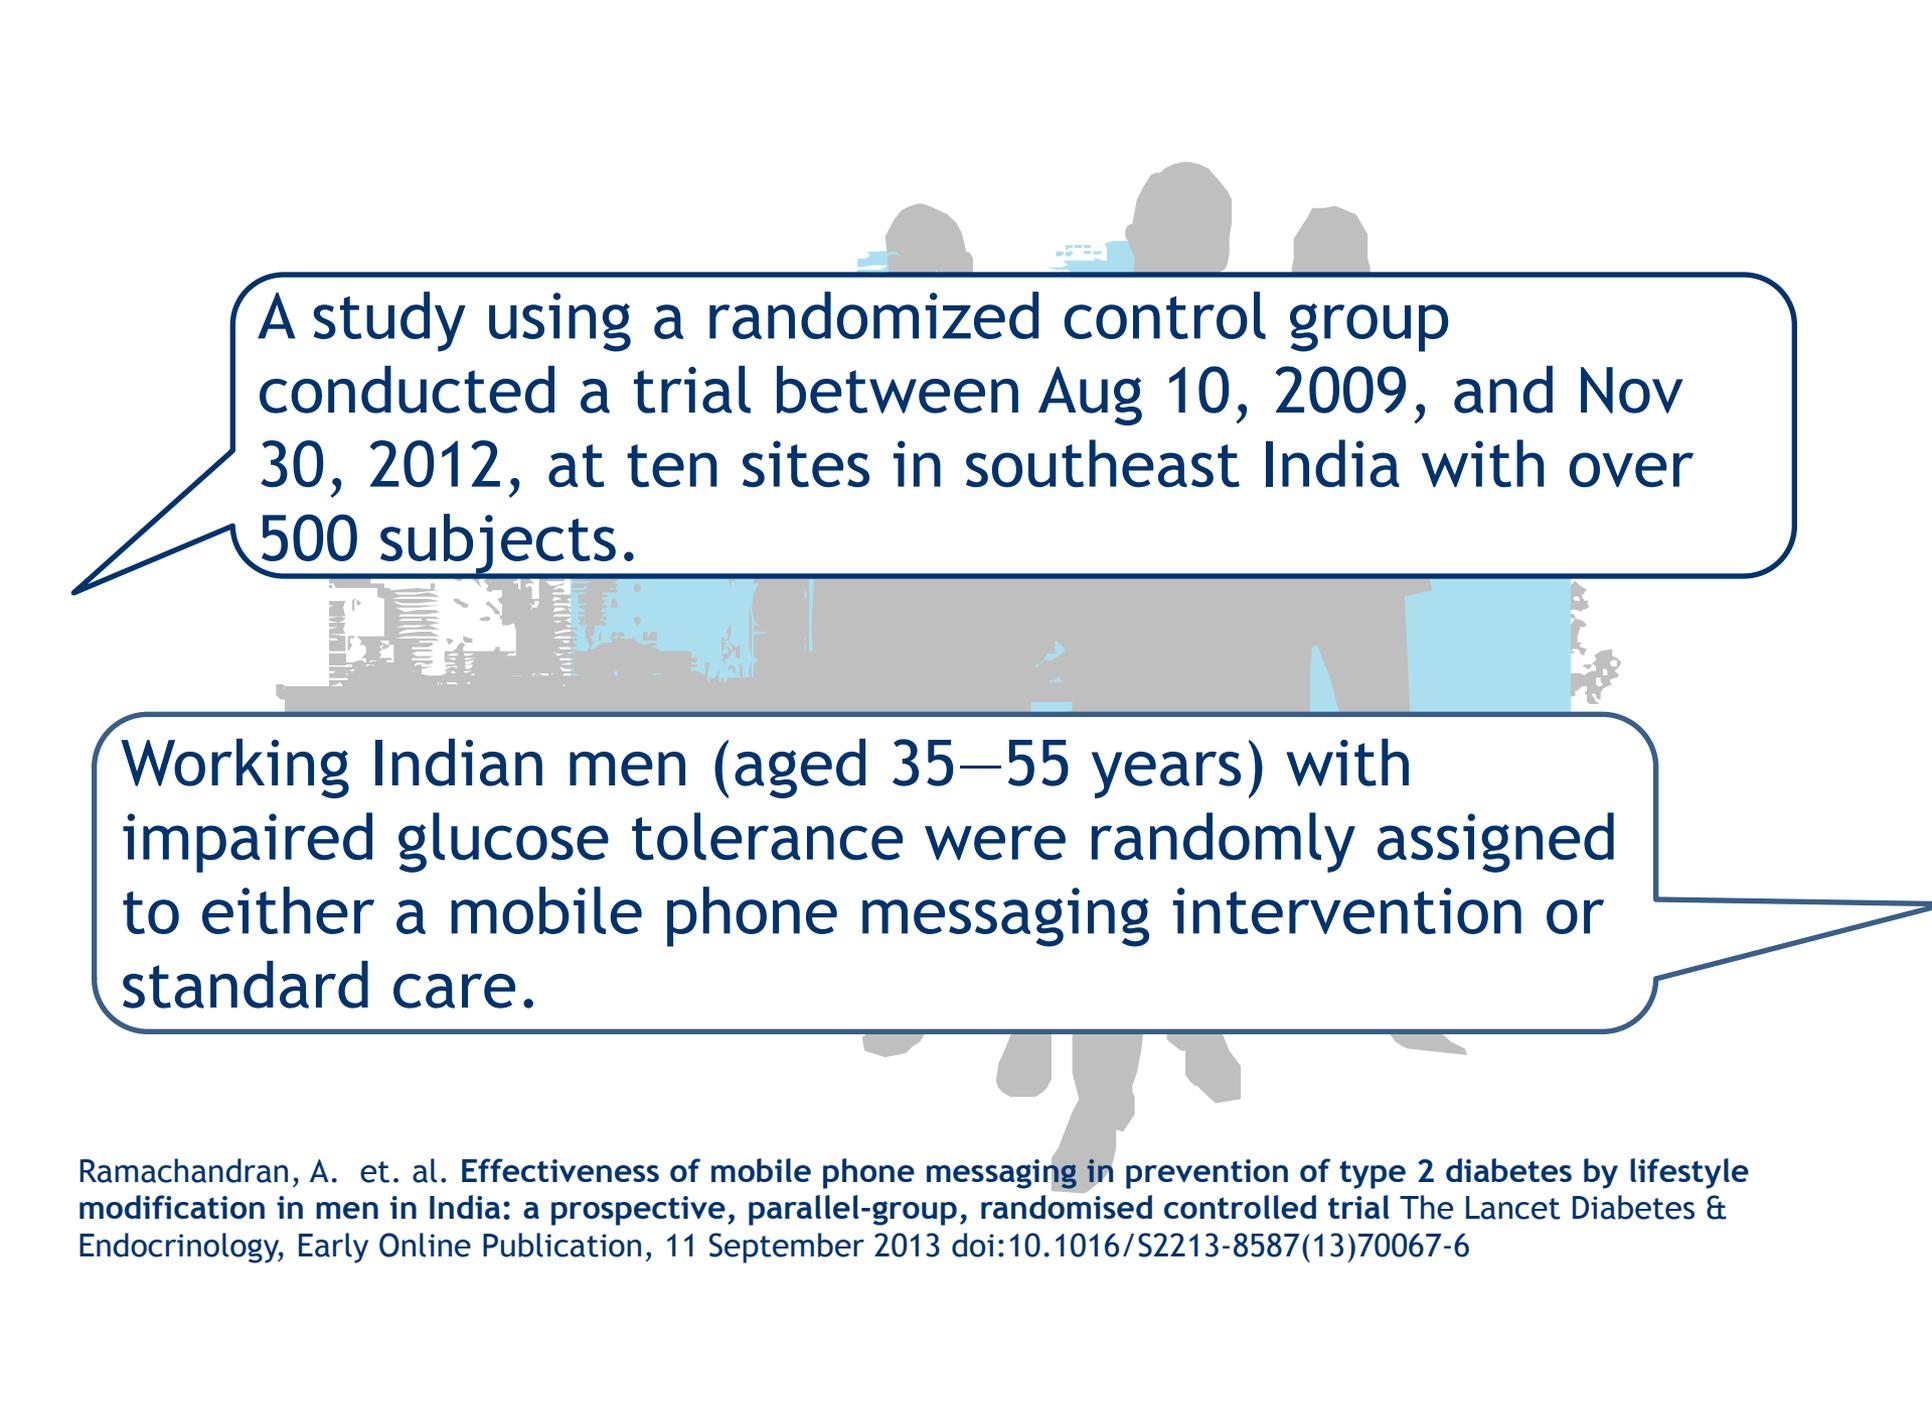 A study using a randomized control group
conducted a trial between Aug 10, 2009, and Nov
30, 2012, at ten sites in southeast India with over
500 subjects.
Working Indian men (aged 35—55 years) with
impaired glucose tolerance were randomly assigned
to either a mobile phone messaging intervention or
standard care.
Ramachandran, A.  et. al. Effectiveness of mobile phone messaging in prevention of type 2 diabetes by lifestyle
modification in men in India: a prospective, parallel-group, randomised controlled trial The Lancet Diabetes &
Endocrinology, Early Online Publication, 11 September 2013 doi:10.1016/S2213-8587(13)70067-6